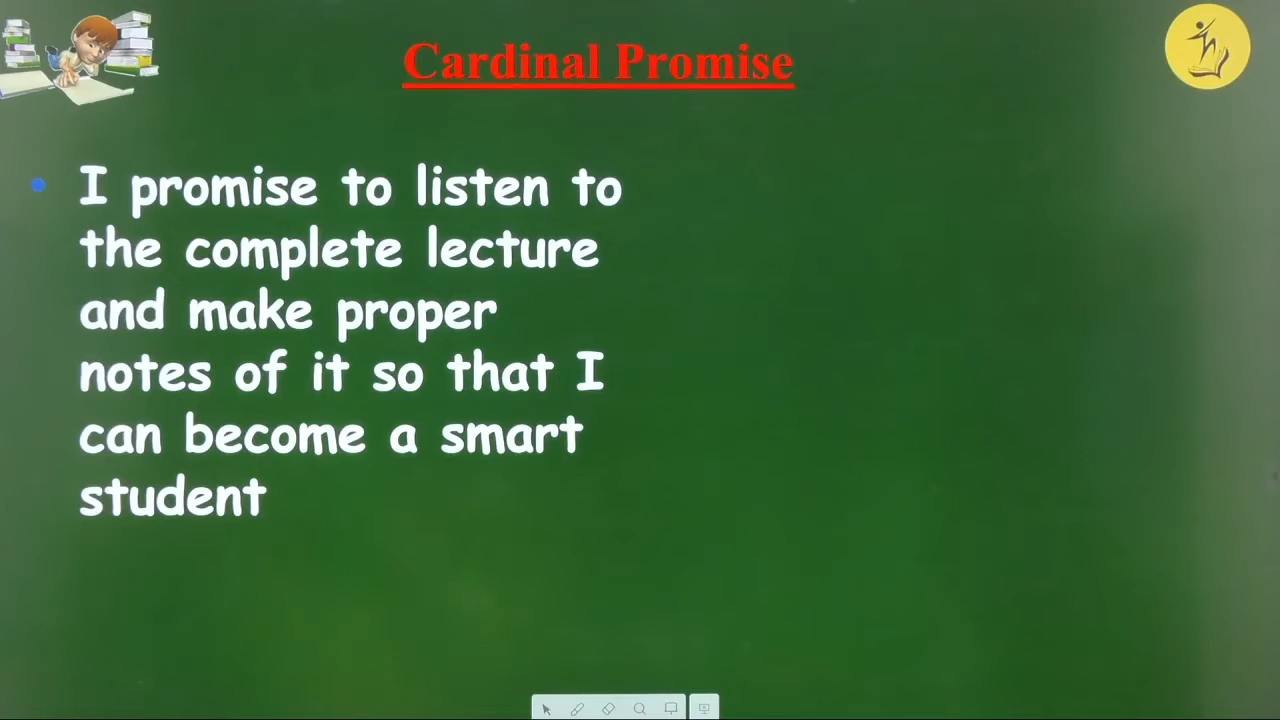 Cardinal Promise
• I promise to listen to
the complete lecture
and make proper
notes of it so that I
can become a smart
student